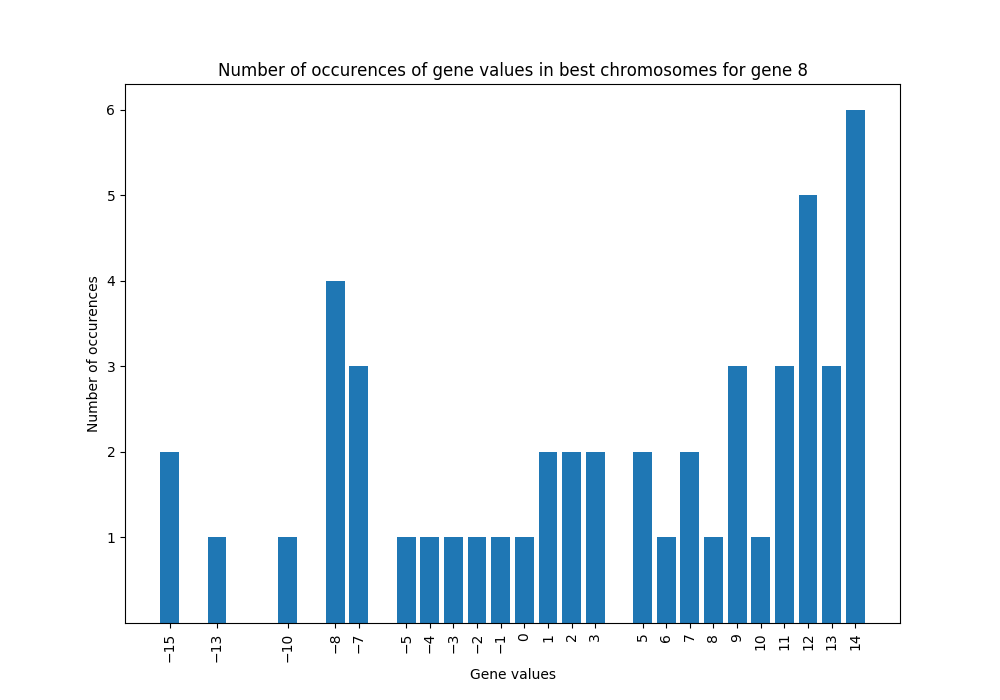 Number of occurences of gene values in best chromosomes for gene 8
6
5
4
3
2
1
Number of occurences
−15 −13 −10 −8 −7 −5 −4 −3 −2 −1 0 1 2 3 5 6 7 8 9 10 11 12 13 14
Gene values